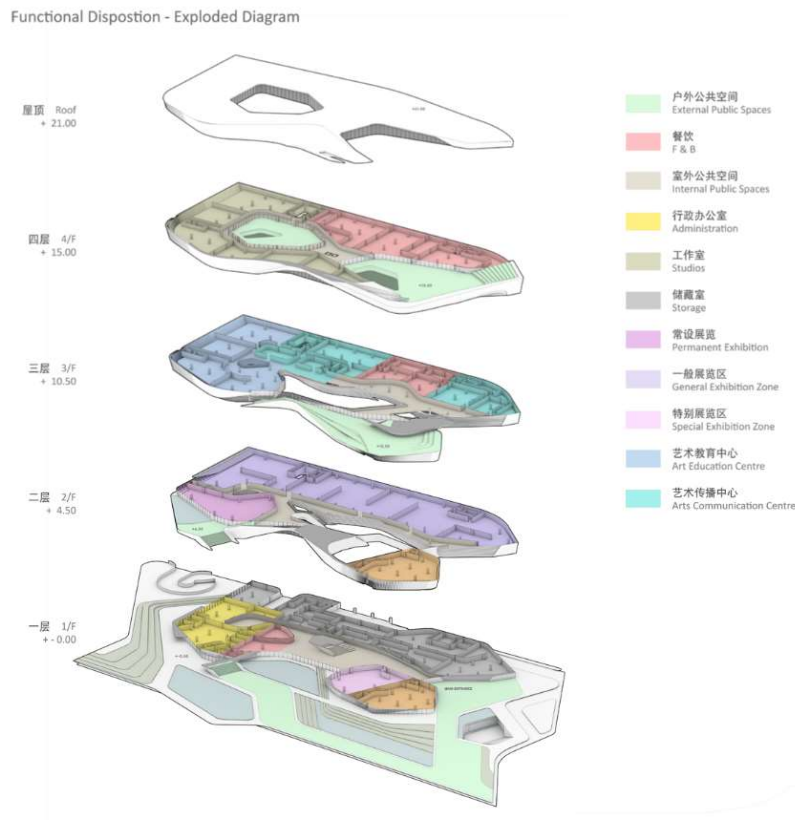 Functional Dispostion - Exploded Diagram
屋顶 Roof
+ 21.00
四层 4/F
+ 15.00
三层 3/F
+ 10.50
二层 2/F
+ 4.50
一层 1/F
+ - 0.00
MAIN ENTRANCE
户外公共空间
External Public Spaces
餐饮
F & B
室外公共空间
Internal Public Spaces
行政办公室
Administration
工作室
Studios
储藏室
Storage
常设展览
Permanent Exhibition
一般展览区
General Exhibition Zone
特别展览区
Special Exhibition Zone
艺术教育中心
Art Education Centre
艺术传播中心
Arts Communication Centre